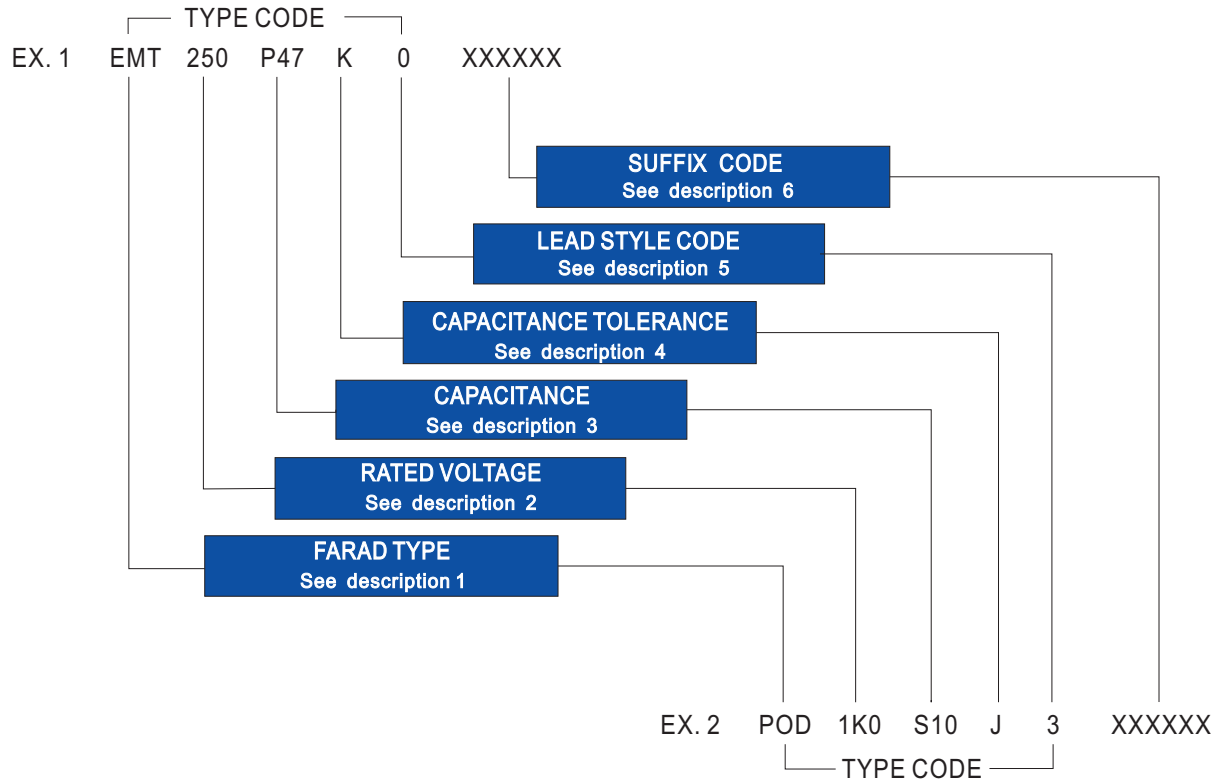 TYPE CODE
EX. 1 EMT 250 P47 K 0 XXXXXX
SUFFIX CODE
See description 6
LEAD STYLE CODE
See description 5
CAPACITANCE TOLERANCE
See description 4
CAPACITANCE
See description 3
RATED VOLTAGE
See description 2
FARAD TYPE
See description 1
EX. 2 POD 1K0 S10 J 3 XXXXXX
TYPE CODE